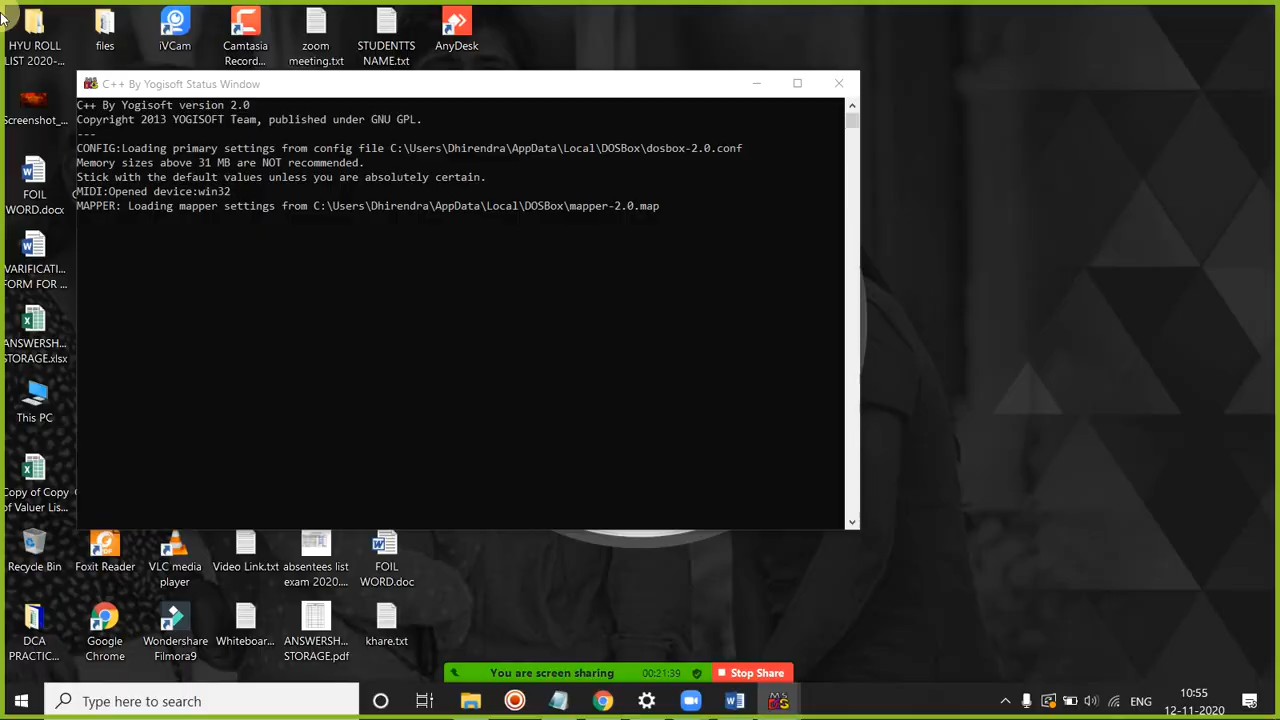 HYU ROLL
LIST 2020-...
files
iVCam
Camtasia
Record...
zoom
meeting.txt
STUDENTTS
NAME.txt
AnyDesk
C++ By Yogisoft Status Window
C++ By Yogisoft version 2.0
Copyright 2013 YOGISOFT Team, published under GNU GPL.
---
CONFIG:Loading primary settings from config file C:\Users\Dhirendra\AppData\Local\DOSBox\dosbox-2.0.conf
Memory sizes above 31 MB are NOT recommended.
Stick with the default values unless you are absolutely certain.
MIDI:Opened device:win32
MAPPER: Loading mapper settings from C:\Users\Dhirendra\AppData\Local\DOSBox\mapper-2.0.map
Screenshot_...
FOIL
WORD.docx
VARIFICATI...
FORM FOR ...
ANSWERSH...
STORAGE.xlsx
This PC
Copy of Copy
of Valuer Lis...
Recycle Bin
Foxit Reader
VLC media
player
Video Link.txt
absentees list
exam 2020....
FOIL
WORD.doc
DCA
PRACTIC...
Google
Chrome
Wondershare
Filmora9
Whiteboar...
ANSWERSH...
STORAGE.pdf
khare.txt
You are screen sharing
00:21:39
Stop Share
Type here to search
ENG
10:55
12-11-2020